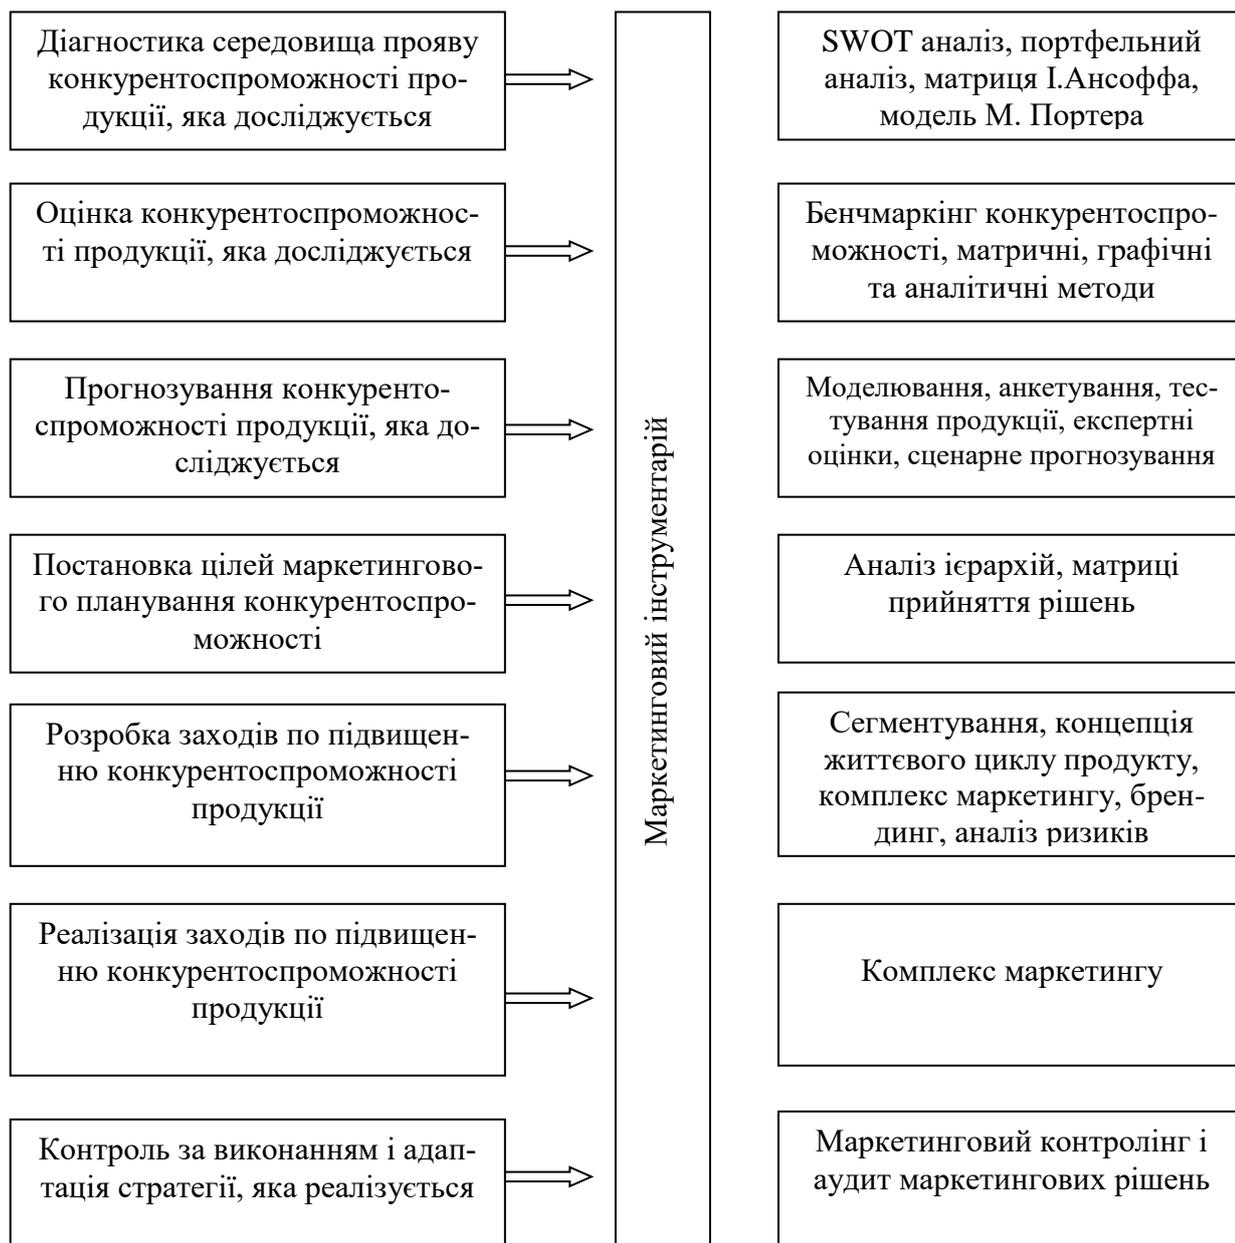 Діагностика середовища прояву
конкурентоспроможності про-
дукції, яка досліджується
SWOT аналіз, портфельний
аналіз, матриця І.Ансоффа,
модель М. Портера
Оцінка конкурентоспроможнос-
ті продукції, яка досліджується
Бенчмаркінг конкурентоспро-
можності, матричні, графічні
та аналітичні методи
Прогнозування конкуренто-
спроможності продукції, яка до-
сліджується
Моделювання, анкетування, тес-
тування продукції, експертні
оцінки, сценарне прогнозування
Маркетинговий інструментарій
Постановка цілей маркетингово-
го планування конкурентоспро-
можності
Аналіз ієрархій, матриці
прийняття рішень
Розробка заходів по підвищен-
ню конкурентоспроможності
продукції
Сегментування, концепція
життєвого циклу продукту,
комплекс маркетингу, брен-
динг, аналіз ризиків
Реалізація заходів по підвищен-
ню конкурентоспроможності
продукції
Комплекс маркетингу
Контроль за виконанням і адап-
тація стратегії, яка реалізується
Маркетинговий контролінг і
аудит маркетингових рішень